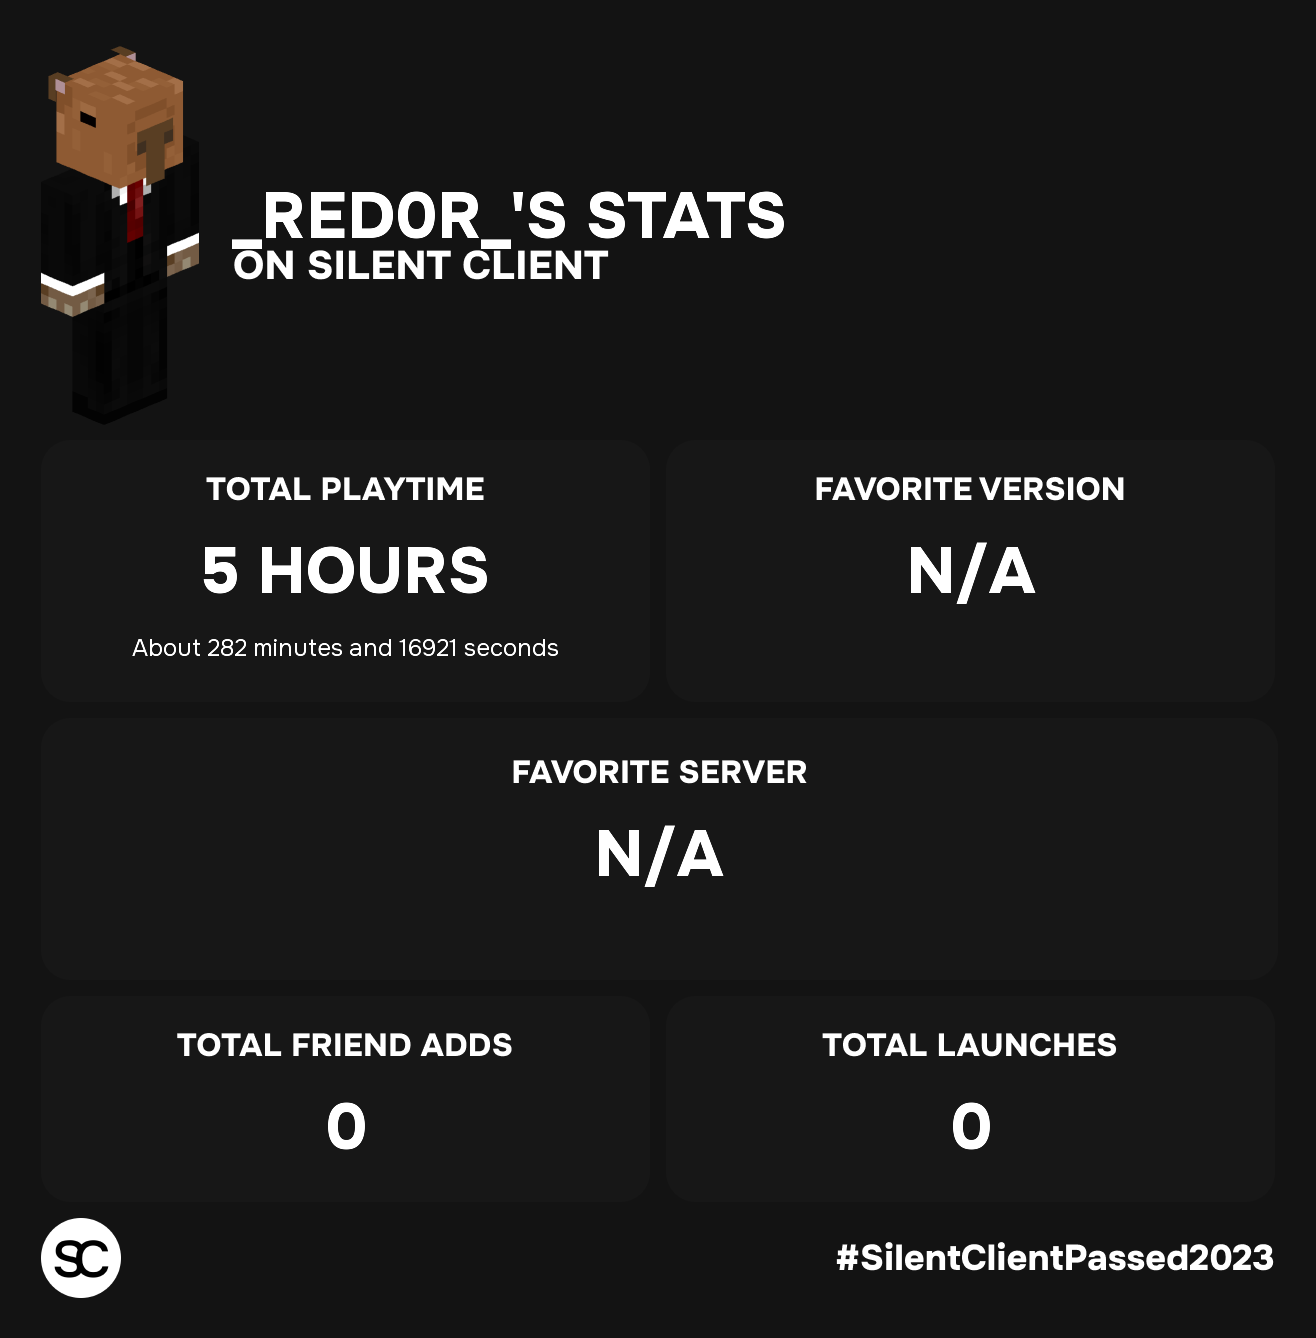 _RED0R_'S STATS
ON SILENT CLIENT
TOTAL PLAYTIME
5 HOURS
About 282 minutes and 16921 seconds
FAVORITE VERSION
N/A
FAVORITE SERVER
N/A
TOTAL FRIEND ADDS
0
TOTAL LAUNCHES
0
SC
#SilentClientPassed2023